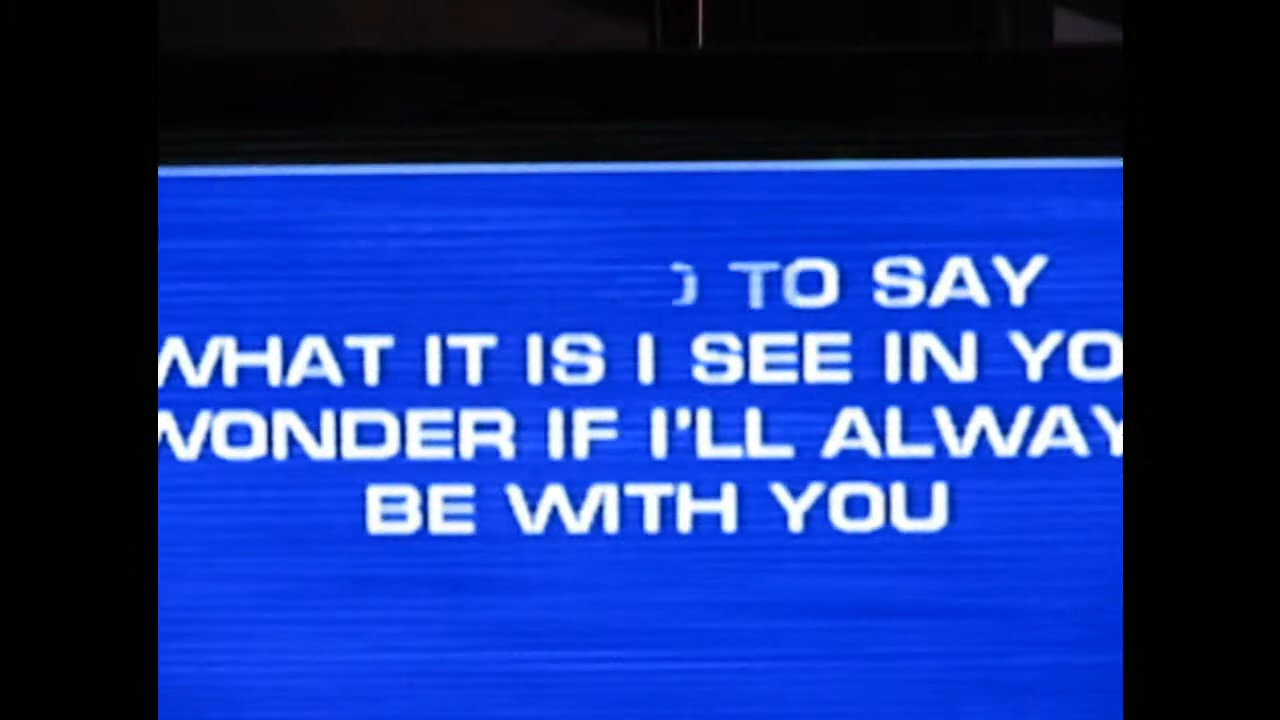 TO SAY
WHAT IT IS I SEE IN YO
WONDER IF I'LL ALWAY
BE WITH YOU